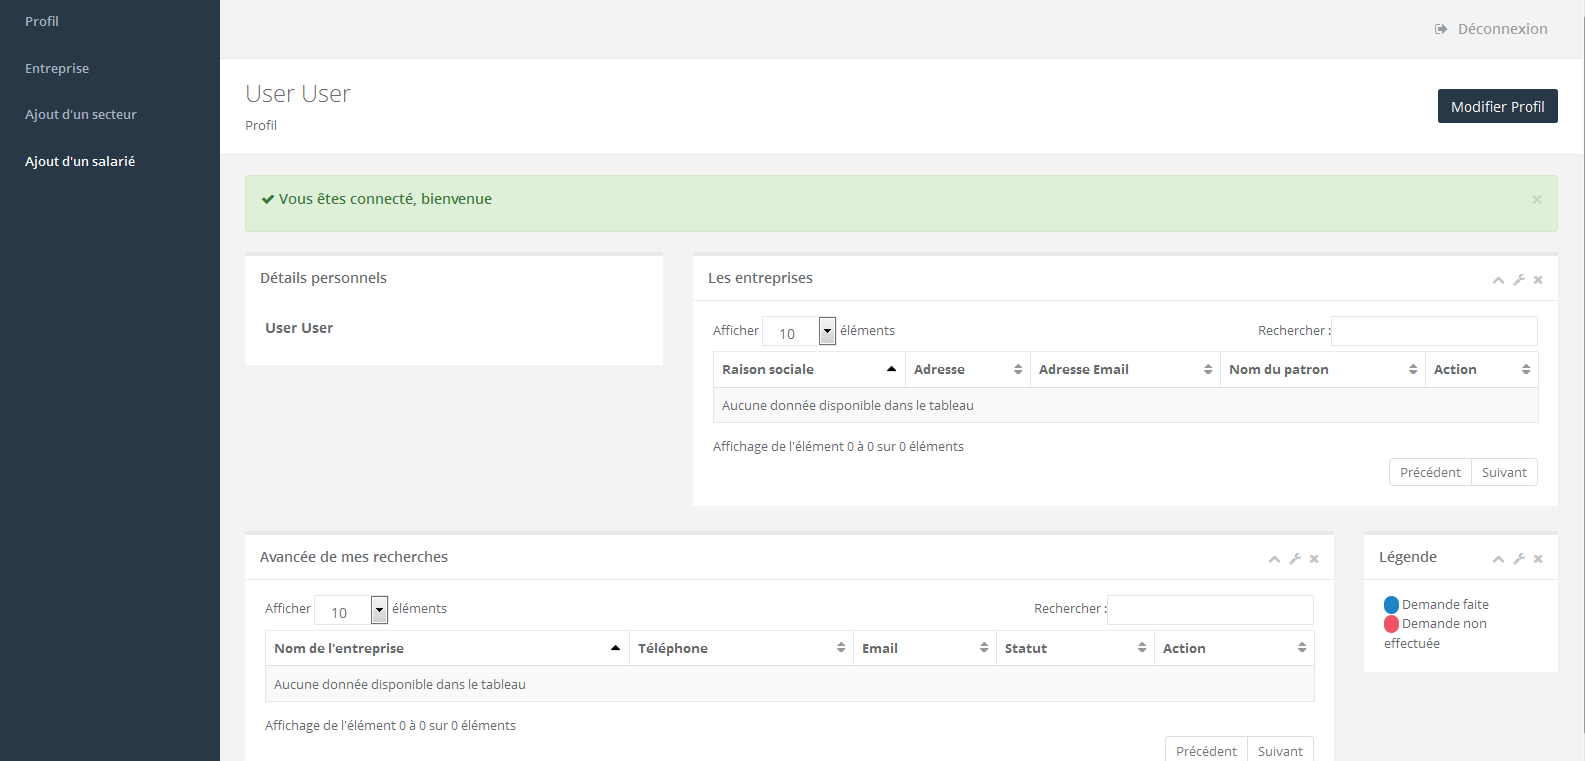 Profil
Entreprise
Ajout d'un secteur
Ajout d'un salarié
Déconnexion
User User
Profil
Modifier Profil
Vous êtes connecté, bienvenue
Détails personnels
User User
Les entreprises
Afficher 10 éléments Rechercher :
Raison sociale Adresse Adresse Email Nom du patron Action
Aucune donnée disponible dans le tableau
Affichage de l'élément 0 à 0 sur 0 éléments
Précédent Suivant
Avancée de mes recherches
Afficher 10 éléments Rechercher :
Nom de l'entreprise Téléphone Email Statut Action
Aucune donnée disponible dans le tableau
Affichage de l'élément 0 à 0 sur 0 éléments
Précédent Suivant
Légende
Demande faite
Demande non
effectuée